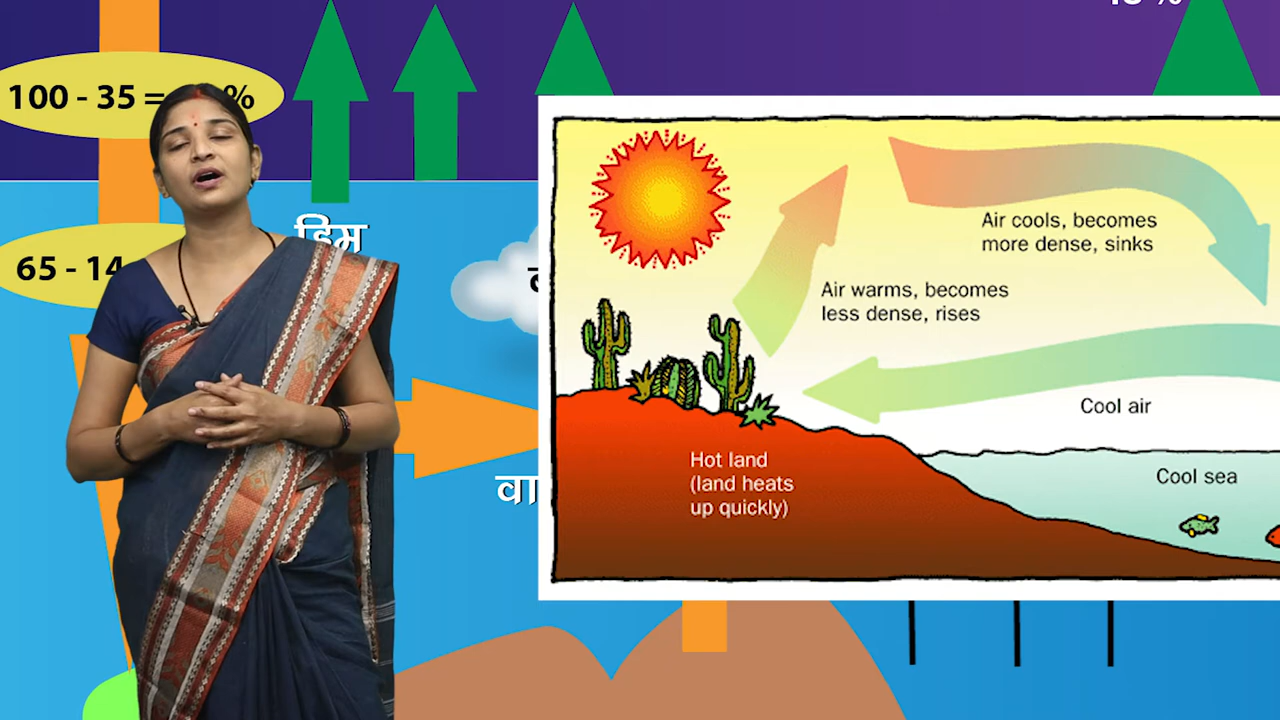 100 - 35 = %
65 - 14
हिम
Air cools, becomes
more dense, sinks
Air warms, becomes
less dense, rises
Cool air
Hot land
(land heats
up quickly)
Cool sea